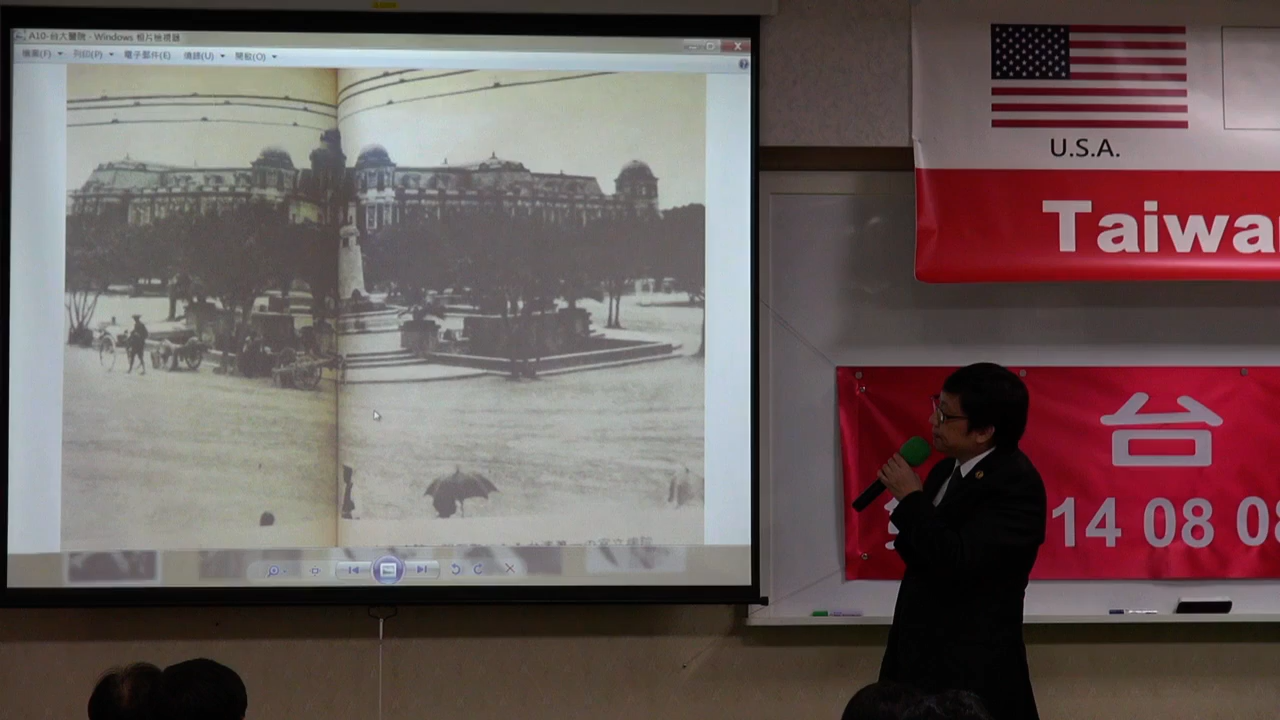 A10-台大醫院 - Windows 相片檢視器
檔案(F) 列印(P) 電子郵件(E) 燒錄(U) 開啟(O)
U.S.A.
Taiwa
台
14 08 08